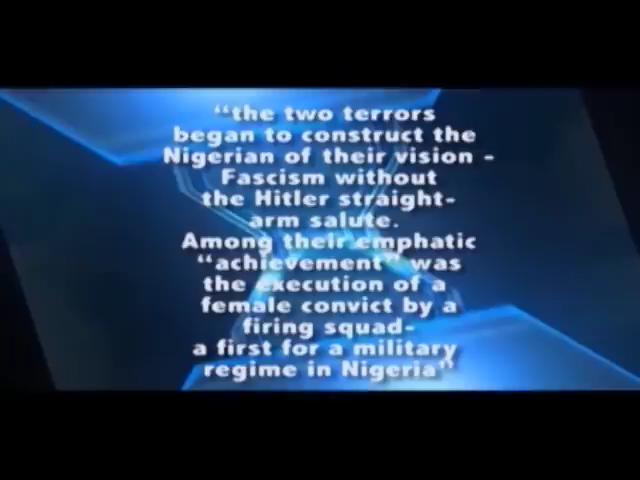 “the two terrors
began to construct the
Nigerian of their vision -
Fascism without
the Hitler straight-
arm salute.
Among their emphatic
“achievement” was
the execution of a
female convict by a
firing squad-
a first for a military
regime in Nigeria”